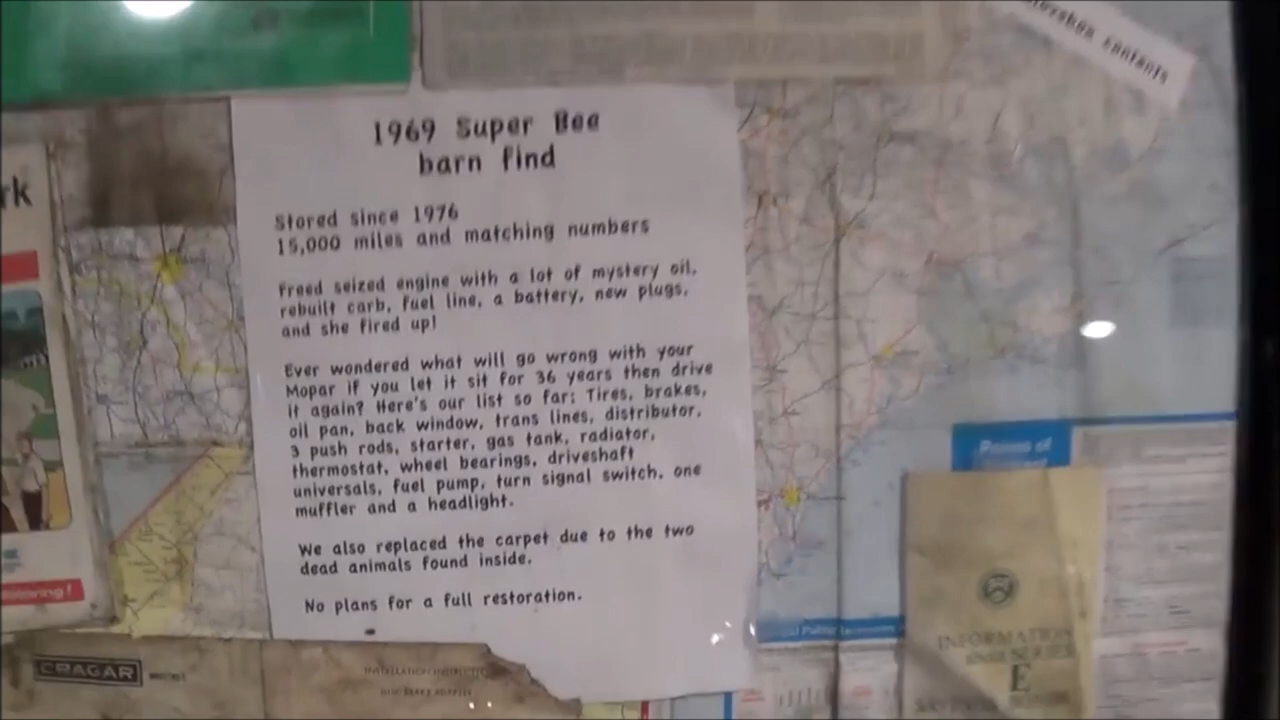 contents
1969 Super Bee
barn find
Stored since 1976
15,000 miles and matching numbers
Freed seized engine with a lot of mystery oil,
rebuilt carb, fuel line, a battery, new plugs,
and she fired up!
Ever wondered what will go wrong with your
Mopar if you let it sit for 36 years then drive
it again? Here's our list so far: Tires, brakes,
oil pan, back window, trans lines, distributor,
3 push rods, starter, gas tank, radiator,
thermostat, wheel bearings, driveshaft
universals, fuel pump, turn signal switch, one
muffler and a headlight.
We also replaced the carpet due to the two
dead animals found inside.
No plans for a full restoration.
rk
Points of
CRAGAR
INFORMATION
SERIES
E